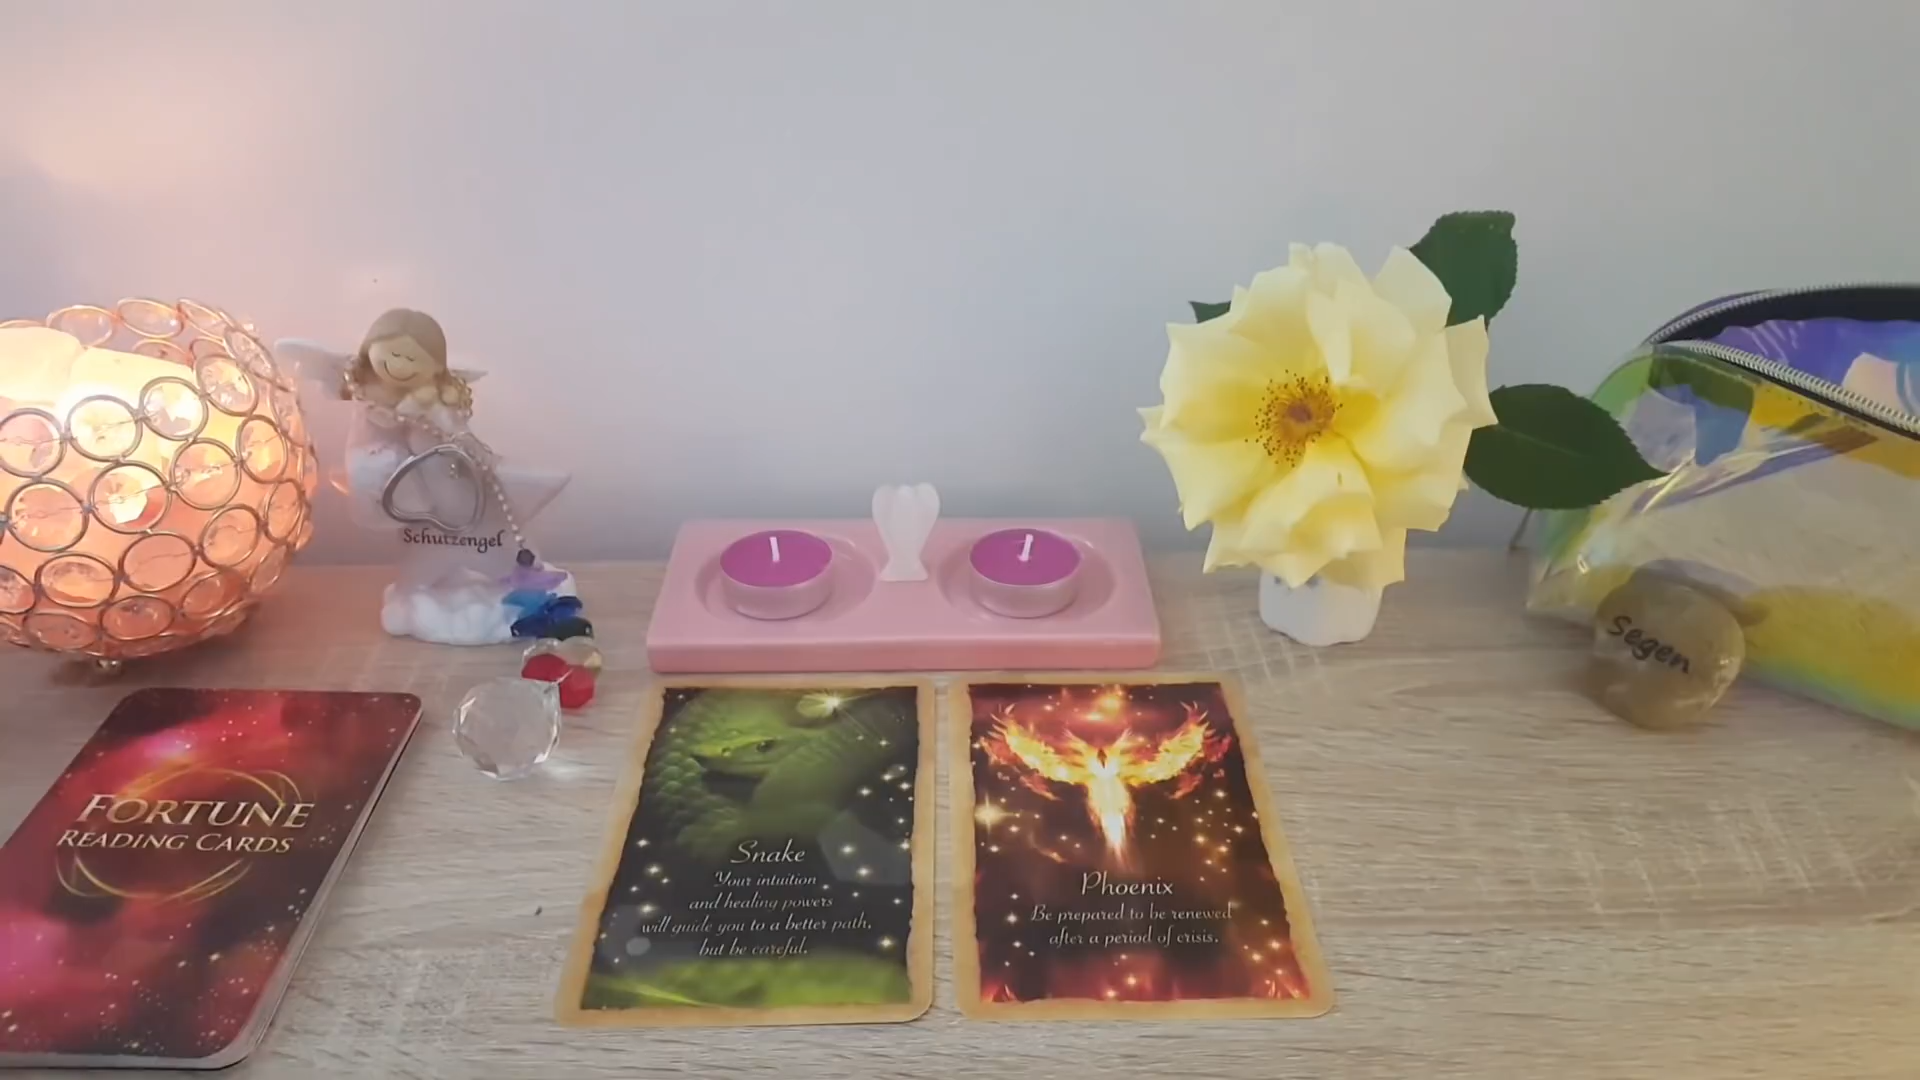 Schutzengel
Segen
FORTUNE
READING CARDS
Snake
Your intuition
and healing powers
will guide you to a better path,
but be careful.
Phoenix
Be prepared to be renewed
after a period of crisis.